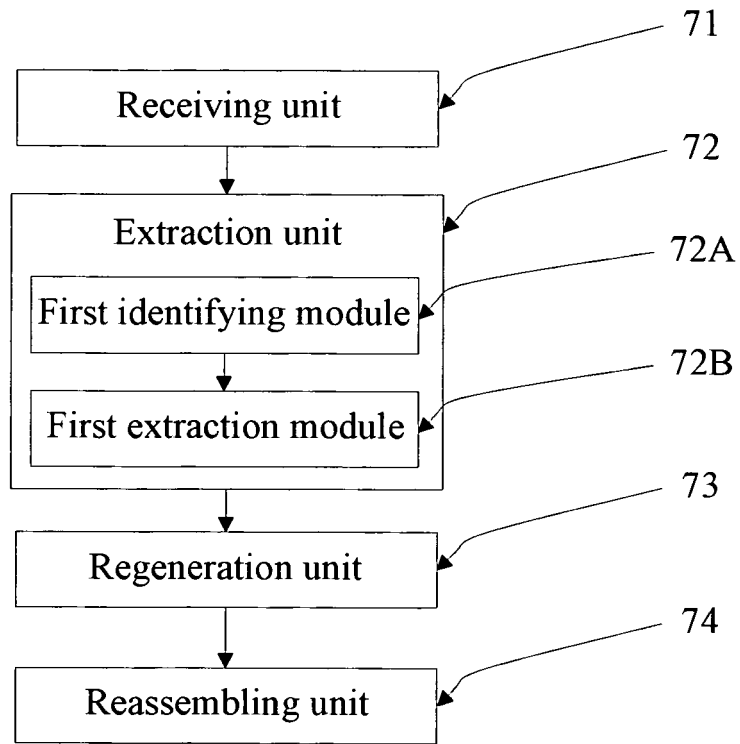 71
Receiving unit
72
Extraction unit
72A
First identifying module
72B
First extraction module
73
Regeneration unit
74
Reassembling unit